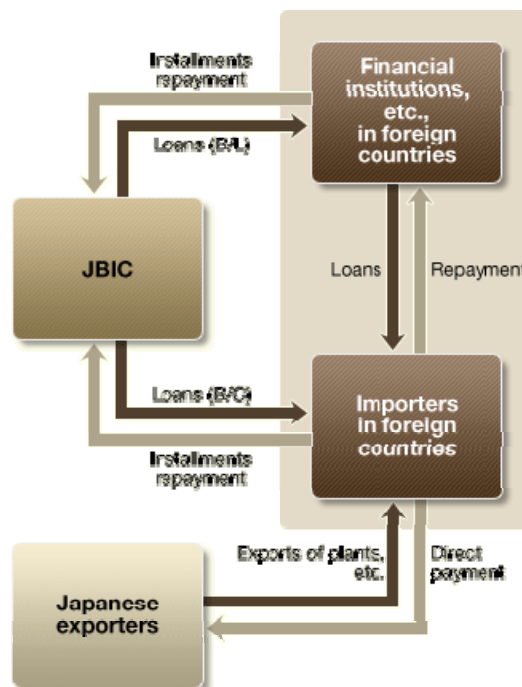 Installments
repayment
Financial
institutions,
etc.,
in foreign
countries
Loans (B/L)
JBIC
Loans
Repayment
Loans (B/C)
Importers
in foreign
countries
Installments
repayment
Exports of plants,
etc.
Direct
payment
Japanese
exporters